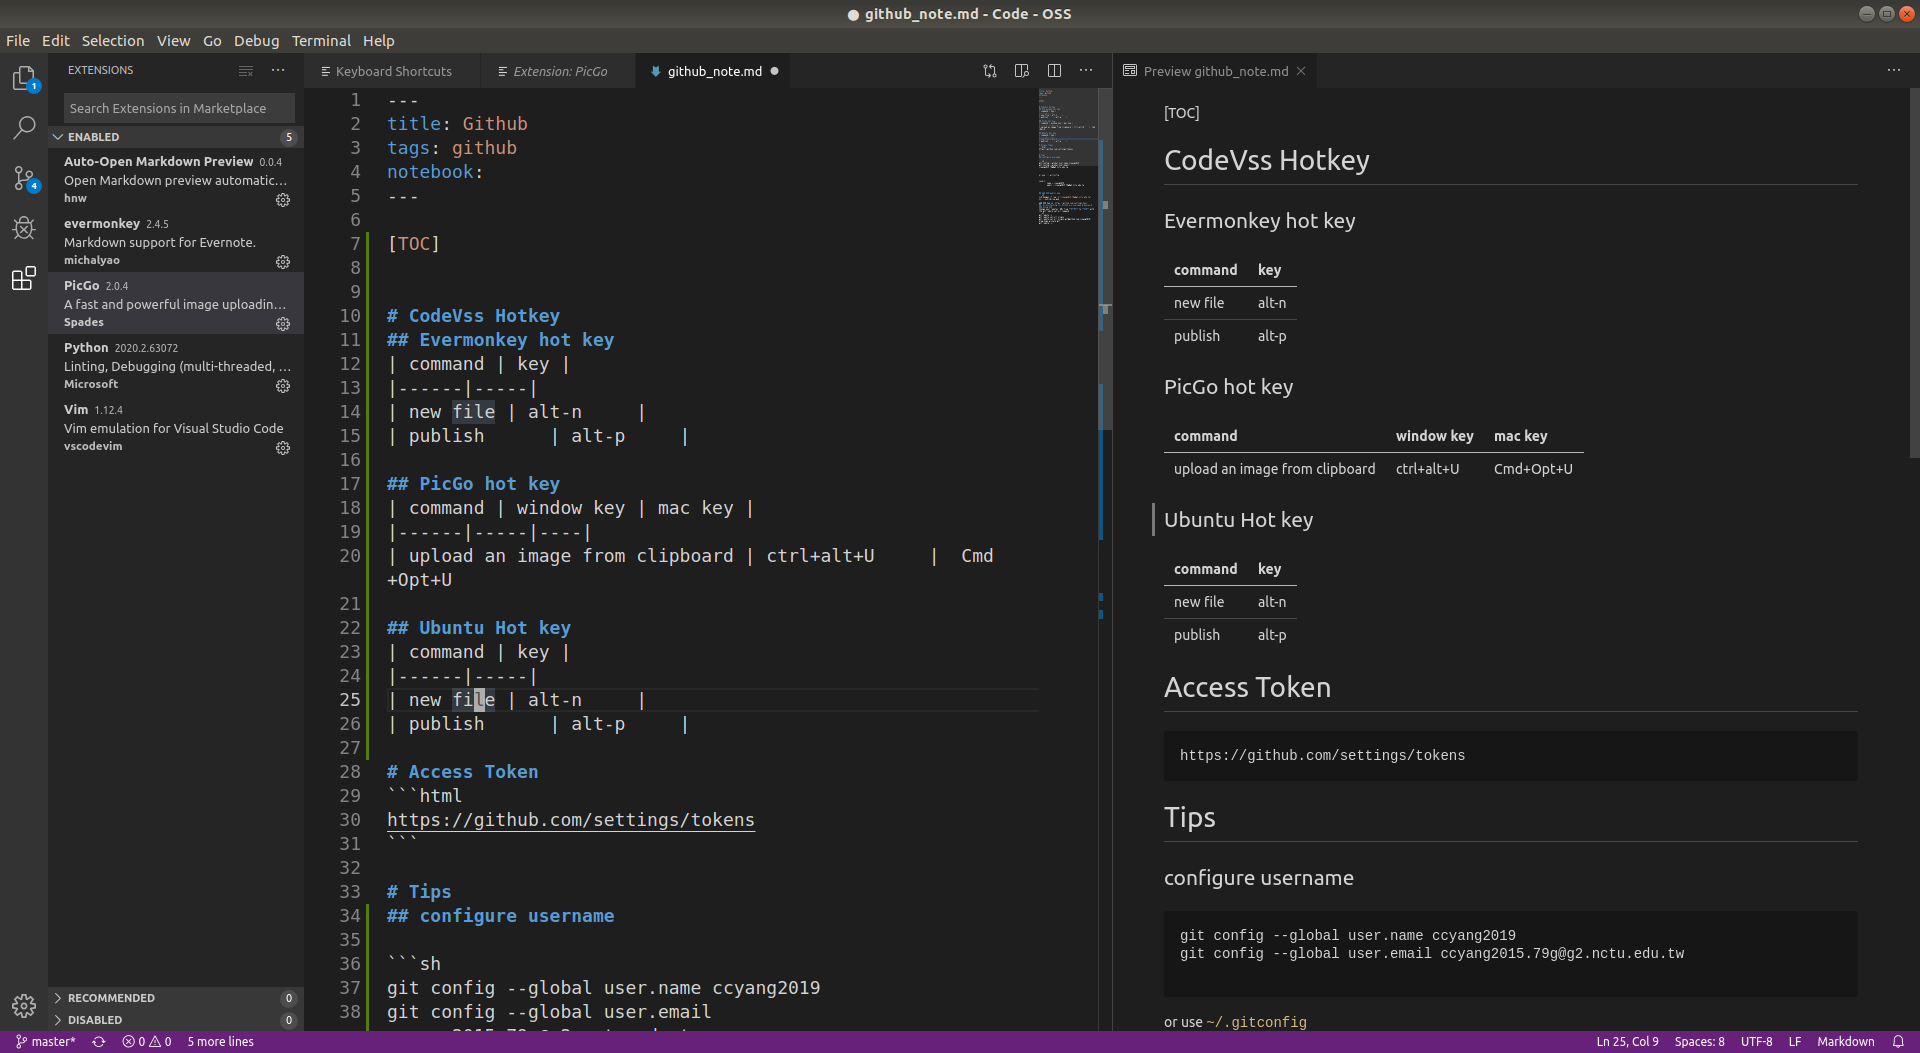 ● github_note.md - Code - OSS
File Edit Selection View Go Debug Terminal Help
EXTENSIONS
Search Extensions in Marketplace
ENABLED 5
Auto-Open Markdown Preview 0.0.4
Open Markdown preview automatic...
hnw
evermonkey 2.4.5
Markdown support for Evernote.
michalyao
PicGo 2.0.4
A fast and powerful image uploadin...
Spades
Python 2020.2.63072
Linting, Debugging (multi-threaded, ...
Microsoft
Vim 1.12.4
Vim emulation for Visual Studio Code
vscodevim
RECOMMENDED 0
DISABLED 0
1
4
Keyboard Shortcuts
Extension: PicGo
github_note.md ●
1 ---
2 title: Github
3 tags: github
4 notebook:
5 ---
6
7 [TOC]
8
9
10 # CodeVss Hotkey
11 ## Evermonkey hot key
12 | command | key |
13 |------|-----|
14 | new file | alt-n     |
15 | publish      | alt-p     |
16
17 ## PicGo hot key
18 | command | window key | mac key |
19 |------|-----|----|
20 | upload an image from clipboard | ctrl+alt+U     |  Cmd
+Opt+U
21
22 ## Ubuntu Hot key
23 | command | key |
24 |------|-----|
25 | new file | alt-n     |
26 | publish      | alt-p     |
27
28 # Access Token
29 ```html
30 https://github.com/settings/tokens
31 ```
32
33 # Tips
34 ## configure username
35
36 ```sh
37 git config --global user.name ccyang2019
38 git config --global user.email
Preview github_note.md
[TOC]
CodeVss Hotkey
Evermonkey hot key
command key
new file alt-n
publish alt-p
PicGo hot key
command window key mac key
upload an image from clipboard ctrl+alt+U Cmd+Opt+U
Ubuntu Hot key
command key
new file alt-n
publish alt-p
Access Token
https://github.com/settings/tokens
Tips
configure username
git config --global user.name ccyang2019
git config --global user.email ccyang2015.79g@g2.nctu.edu.tw
or use ~/.gitconfig
master* 0 0 5 more lines Ln 25, Col 9 Spaces: 8 UTF-8 LF Markdown